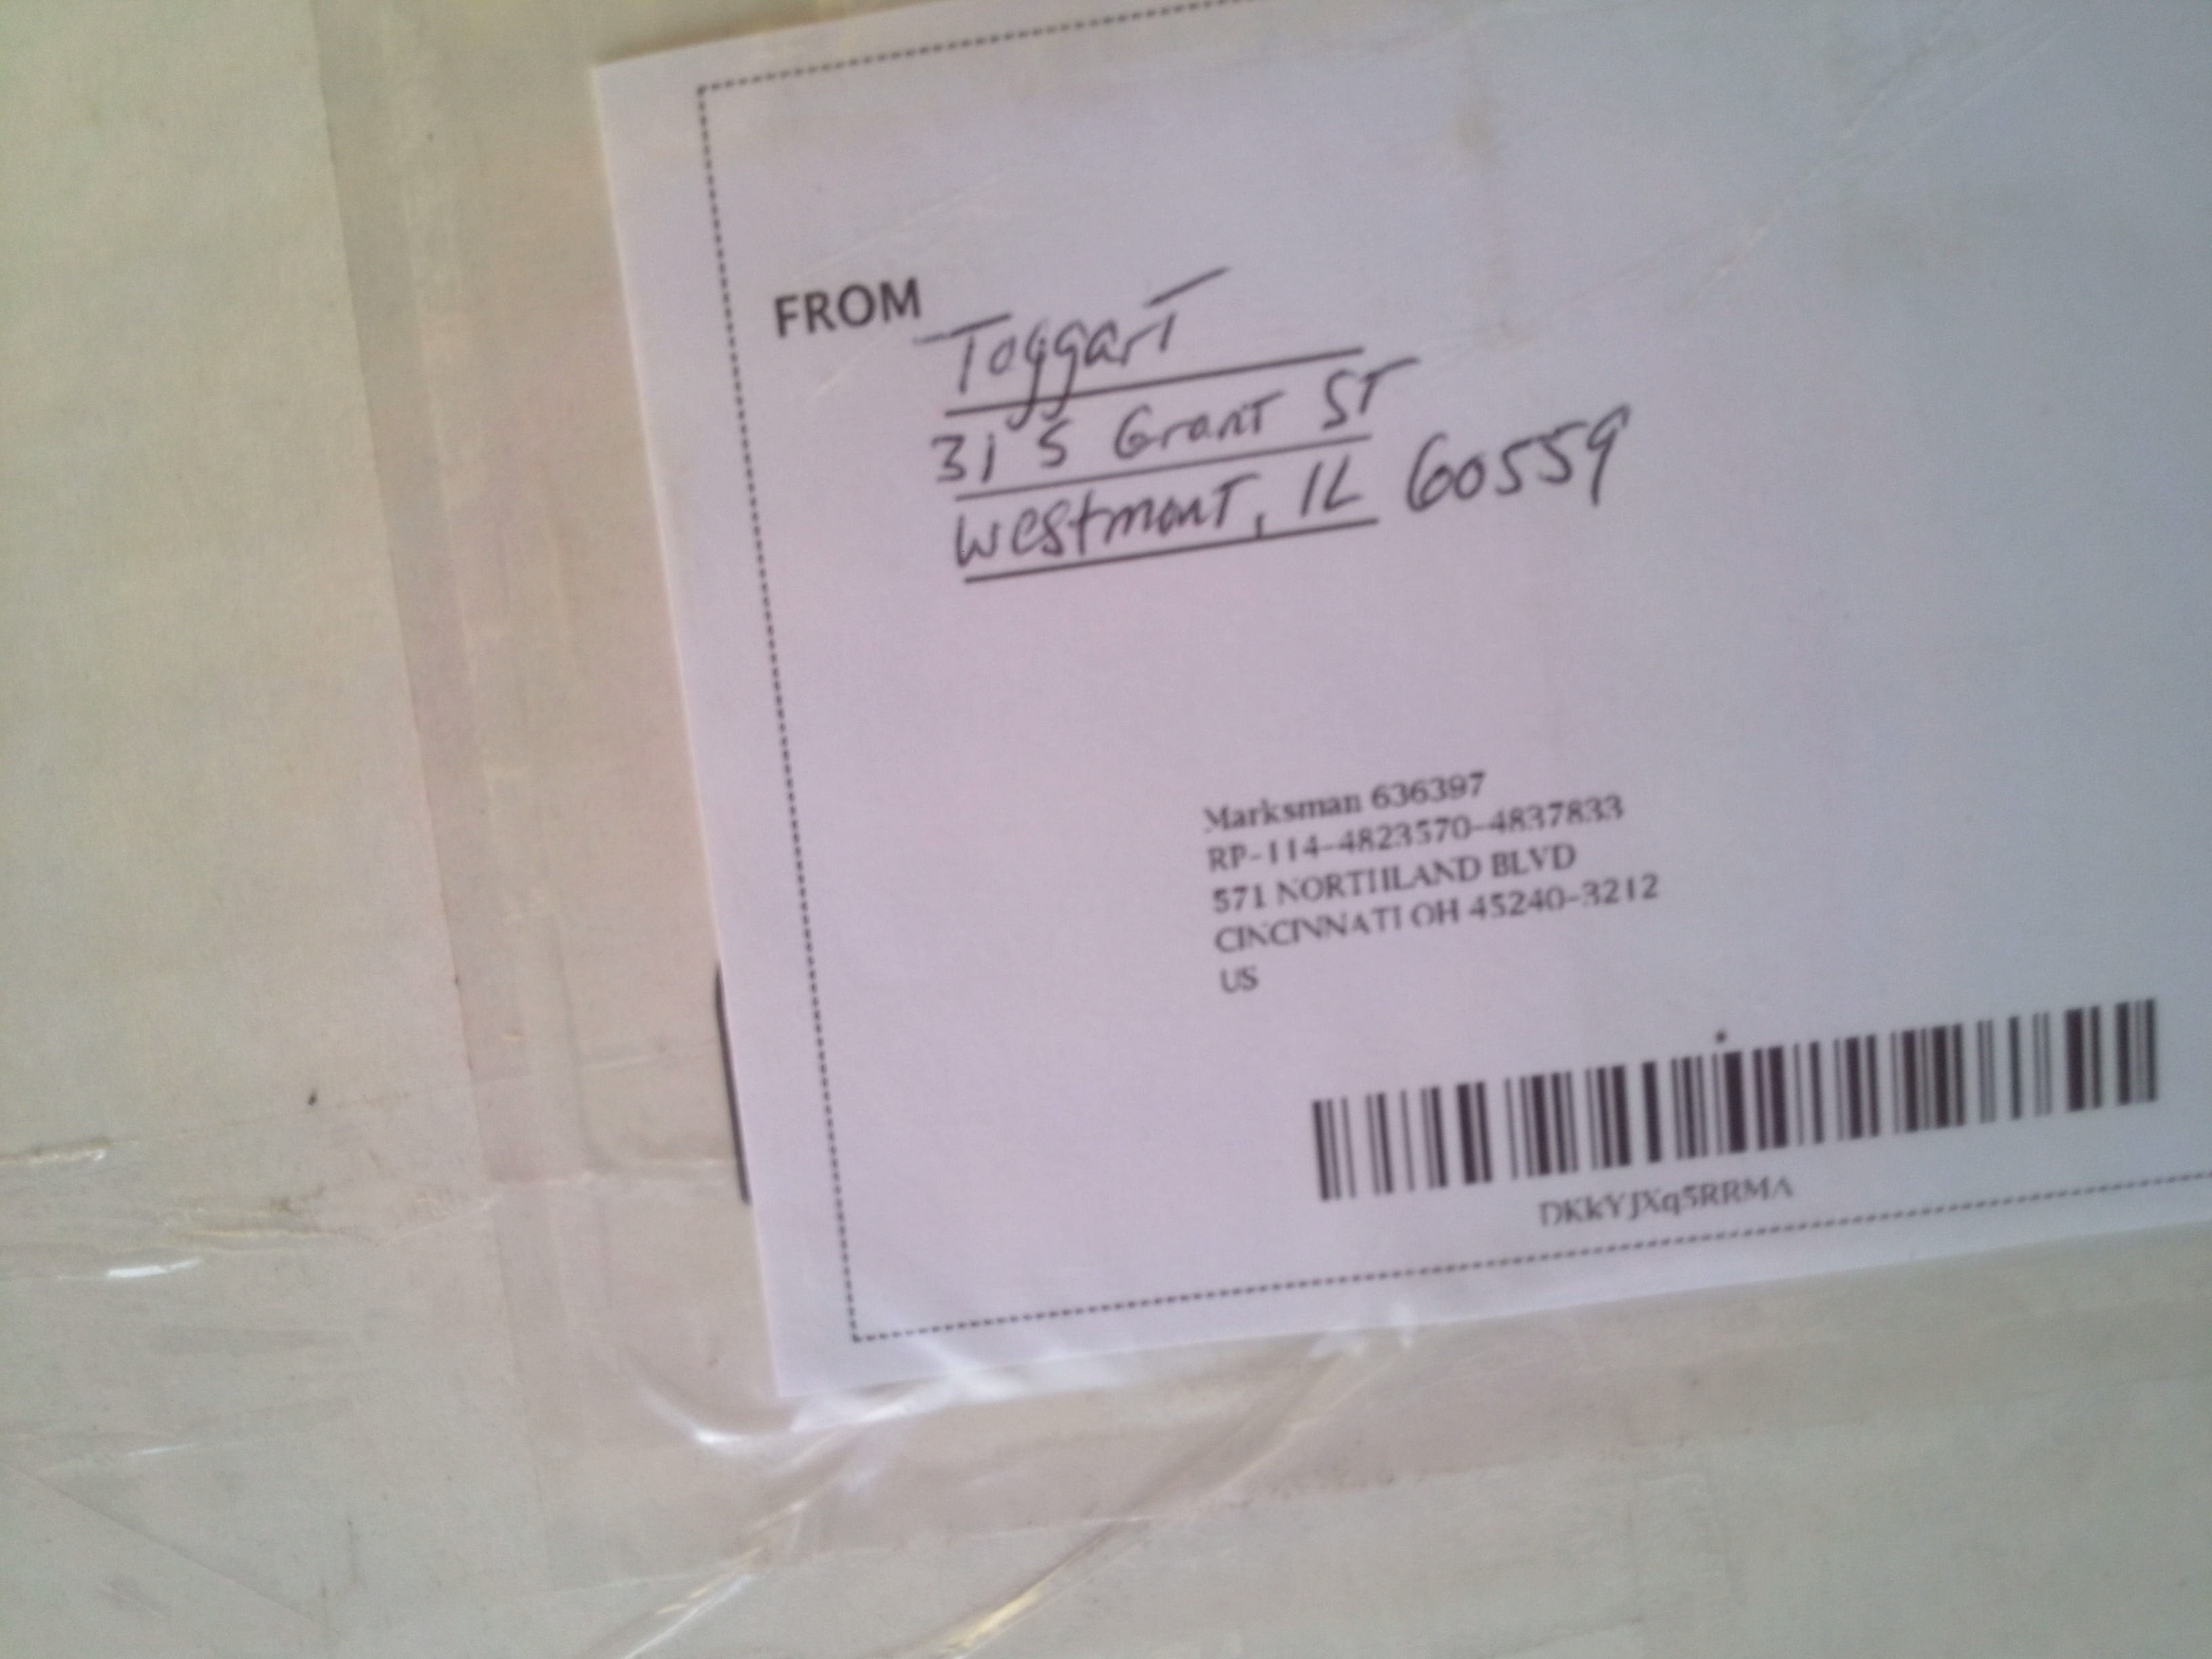 FROM
Toggart
31 S Grant ST
Westmont, IL 60559
Marksman 636397
RP-114-4823570-4837833
571 NORTHLAND BLVD
CINCINNATI OH 45240-3212
US
DKkYJXq5RRMA